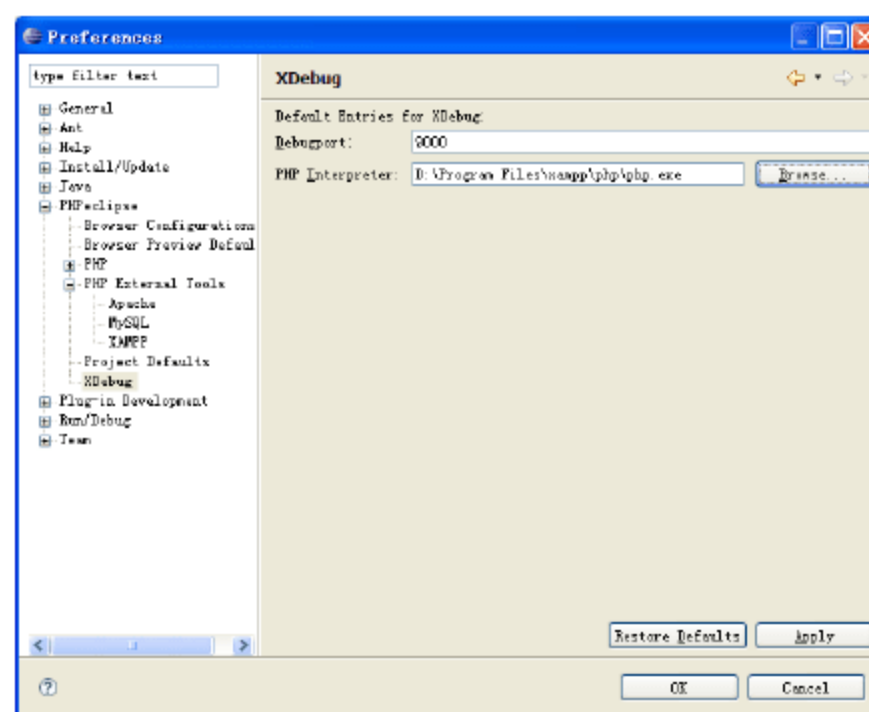 Preferences
type filter text
XDebug
General
Ant
Help
Install/Update
Java
PHPeclipse
Browser Configurations
Browser Preview Defaul
PHP
PHP External Tools
Apache
MySQL
XAMPP
Project Defaults
XDebug
Plug-in Development
Run/Debug
Team
Default Entries for XDebug:
Debugport: 9000
PHP Interpreter: D:\Program Files\xampp\php\php.exe Browse...
Restore Defaults Apply
OK Cancel